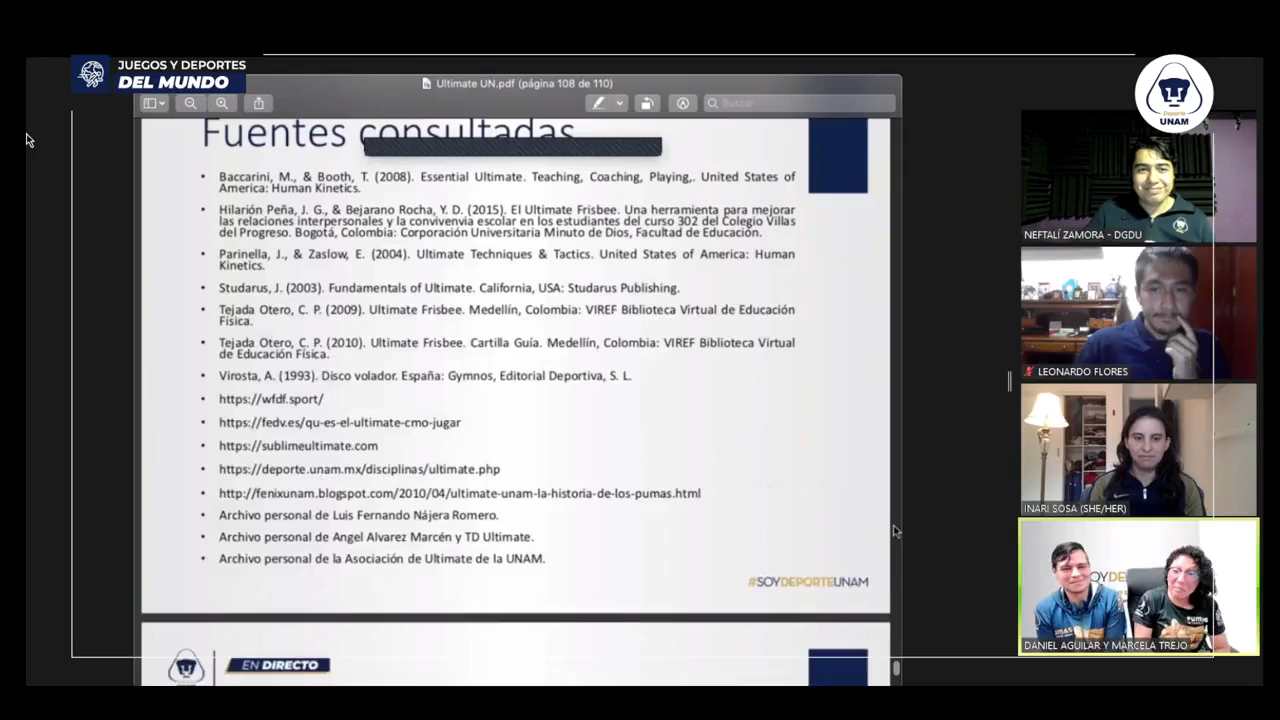 JUEGOS Y DEPORTES
DEL MUNDO
Ultimate UN.pdf (página 108 de 110)
Buscar
Deporte
UNAM
Fuentes consultadas
• Baccarini, M., & Booth, T. (2008). Essential Ultimate. Teaching, Coaching, Playing,. United States of
America: Human Kinetics.
• Hilarión Peña, J. G., & Bejarano Rocha, Y. D. (2015). El Ultimate Frisbee. Una herramienta para mejorar
las relaciones interpersonales y la convivevia escolar en los estudiantes del curso 302 del Colegio Villas
del Progreso. Bogotá, Colombia: Corporación Universitaria Minuto de Dios, Facultad de Educación.
• Parinella, J., & Zaslow, E. (2004). Ultimate Techniques & Tactics. United States of America: Human
Kinetics.
• Studarus, J. (2003). Fundamentals of Ultimate. California, USA: Studarus Publishing.
• Tejada Otero, C. P. (2009). Ultimate Frisbee. Medellín, Colombia: VIREF Biblioteca Virtual de Educación
Física.
• Tejada Otero, C. P. (2010). Ultimate Frisbee. Cartilla Guía. Medellín, Colombia: VIREF Biblioteca Virtual
de Educación Física.
• Virosta, A. (1993). Disco volador. España: Gymnos, Editorial Deportiva, S. L.
• https://wfdf.sport/
• https://fedv.es/qu-es-el-ultimate-cmo-jugar
• https://sublimeultimate.com
• https://deporte.unam.mx/disciplinas/ultimate.php
• http://fenixunam.blogspot.com/2010/04/ultimate-unam-la-historia-de-los-pumas.html
• Archivo personal de Luis Fernando Nájera Romero.
• Archivo personal de Angel Alvarez Marcén y TD Ultimate.
• Archivo personal de la Asociación de Ultimate de la UNAM.
#SOYDEPORTEUNAM
EN DIRECTO
NEFTALÍ ZAMORA - DGDU
LEONARDO FLORES
INARI SOSA (SHE/HER)
DANIEL AGUILAR Y MARCELA TREJO